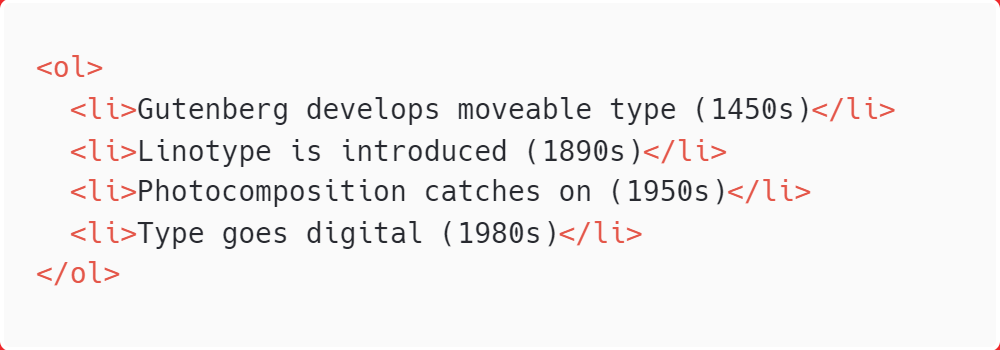 <ol>
  <li>Gutenberg develops moveable type (1450s)</li>
  <li>Linotype is introduced (1890s)</li>
  <li>Photocomposition catches on (1950s)</li>
  <li>Type goes digital (1980s)</li>
</ol>